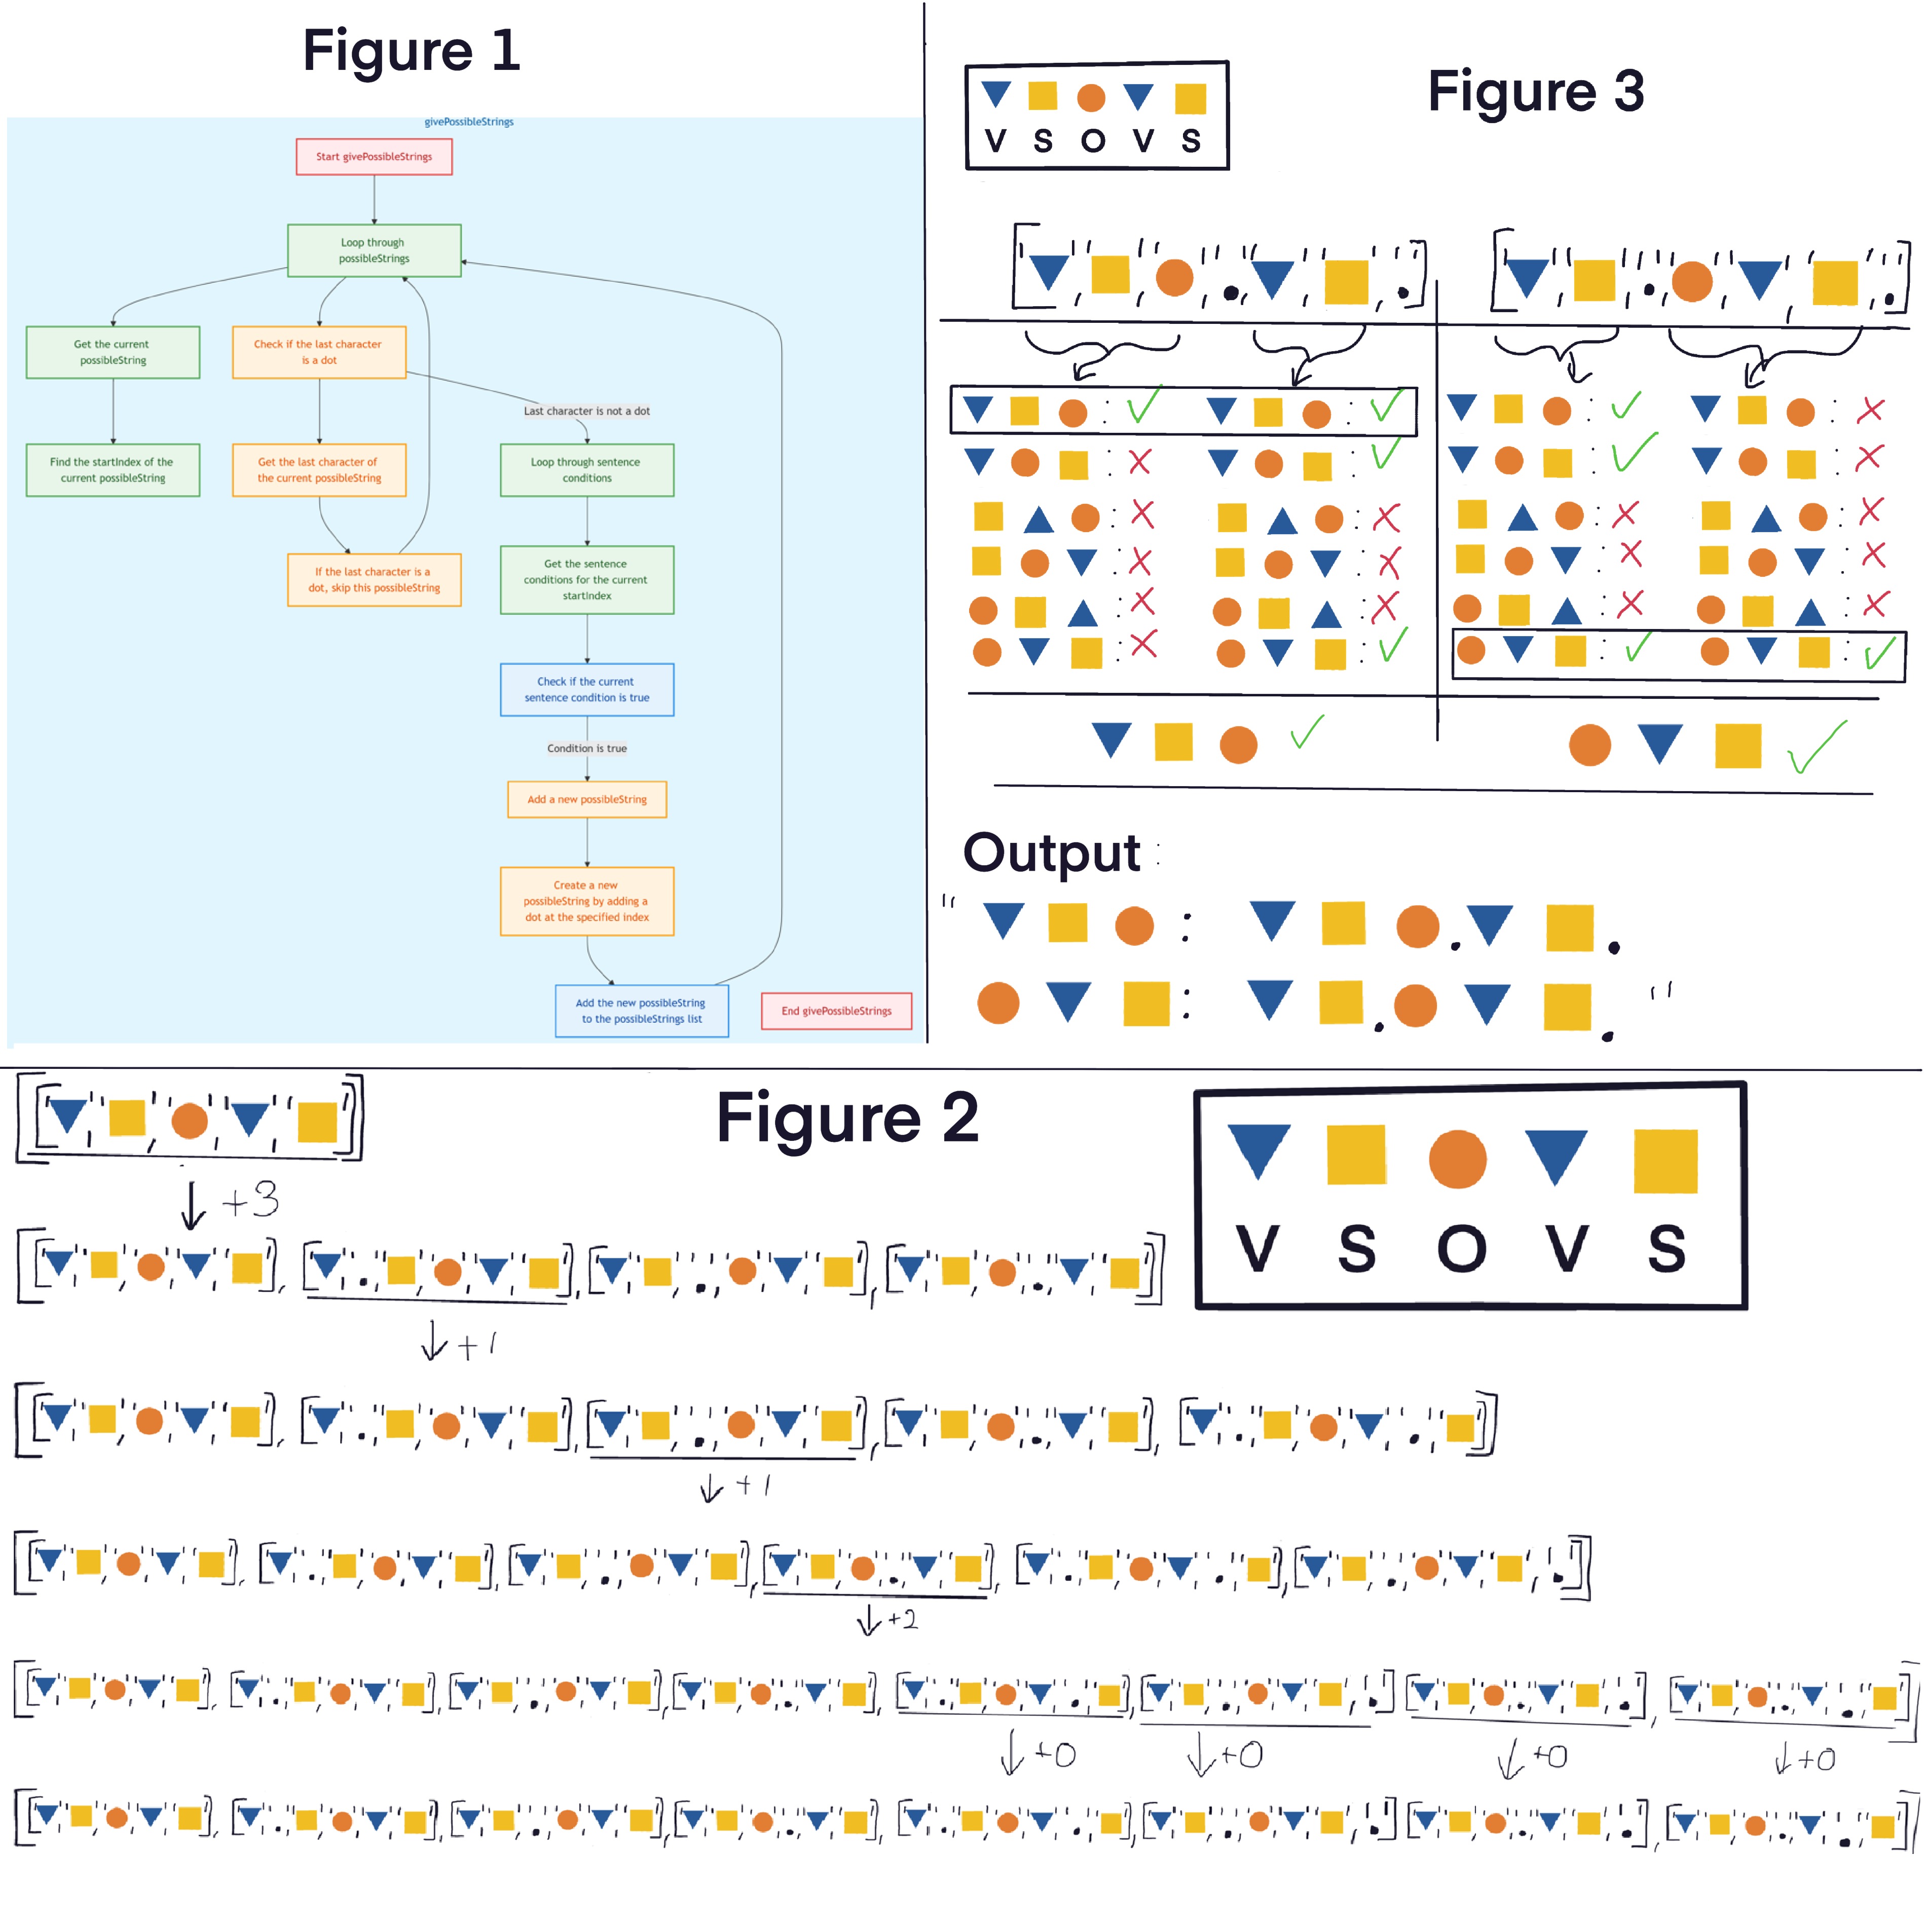 Figure 1
givePossibleStrings
Start givePossibleStrings
Loop through
possibleStrings
Get the current
possibleString
Check if the last character
is a dot
Last character is not a dot
Find the startIndex of the
current possibleString
Get the last character of
the current possibleString
Loop through sentence
conditions
If the last character is a
dot, skip this possibleString
Get the sentence
conditions for the current
startIndex
Check if the current
sentence condition is true
Condition is true
Add a new possibleString
Create a new
possibleString by adding a
dot at the specified index
Add the new possibleString
to the possibleStrings list
End givePossibleStrings
Figure 3
V S O V S
Output :
Figure 2
V S O V S
+3
+1
+1
+2
+0 +0 +0 +0